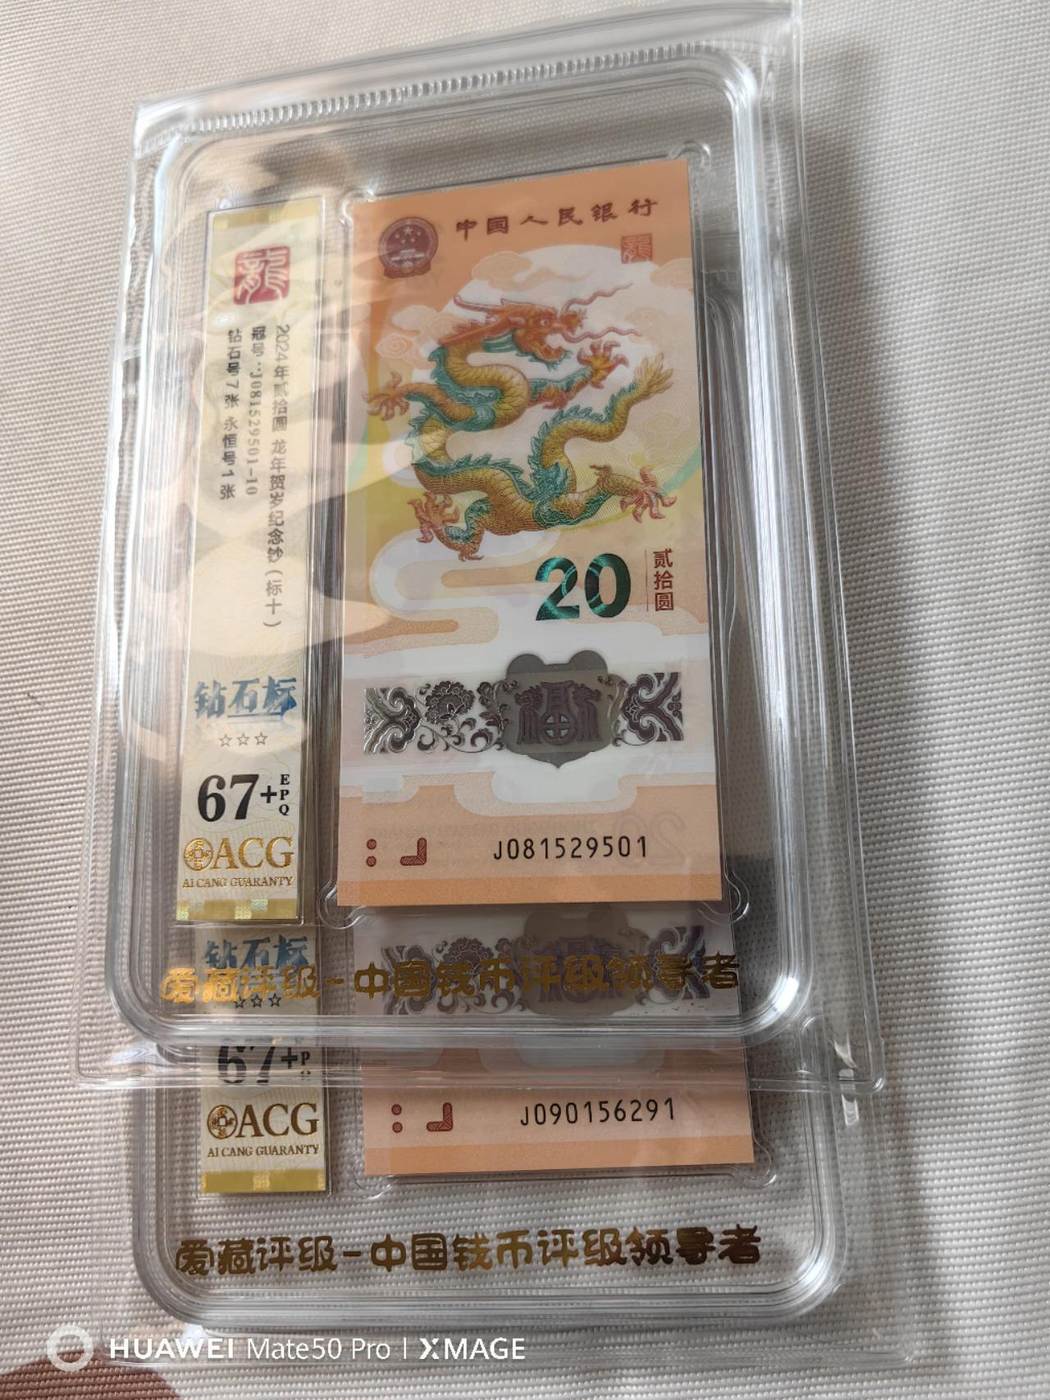 中国人民银行
龍
龍
2024年贰拾圆 龙年贺岁纪念钞(标十)
冠号:J081529501-10
钻石号7张 永恒号1张
20
贰拾圆
钻石标
☆☆☆
67+EPQ
ACG
AI CANG GUARANTY
J081529501
钻石标
爱藏评级-中国钱币评级领导者
☆☆☆
67+
J090156291
ACG
AI CANG GUARANTY
爱藏评级-中国钱币评级领导者
HUAWEI Mate50 Pro | XMAGE